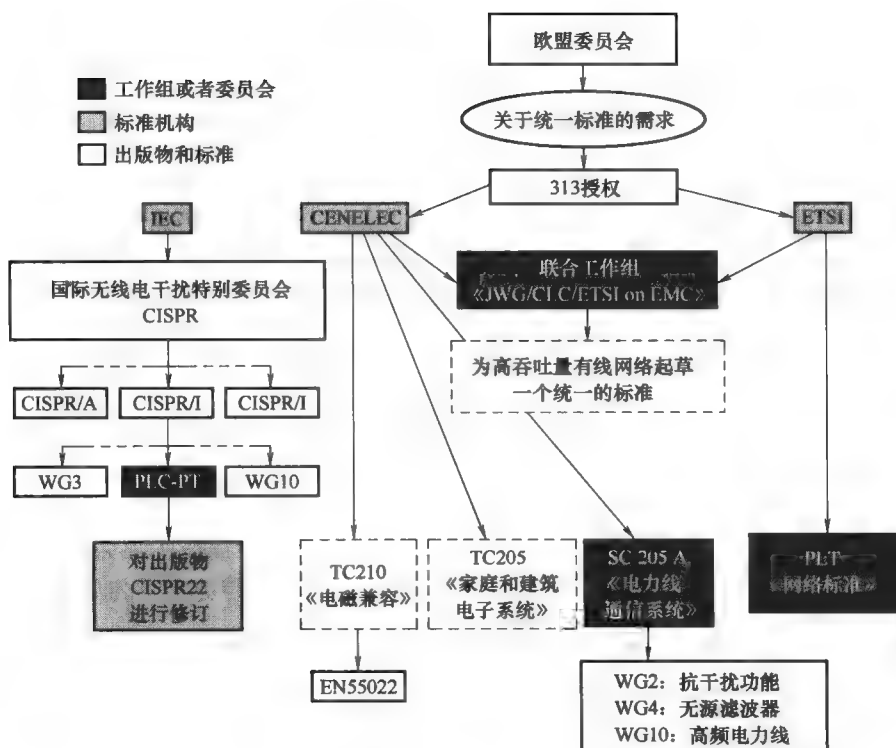 欧盟委员会
工作组或者委员会
标准机构
出版物和标准
关于统一标准的需求
313授权
IEC
CENELEC
ETSI
国际无线电干扰特别委员会
CISPR
联合工作组
《JWG/CLC/ETSI on EMC》
为高吞吐量有线网络起草
一个统一的标准
CISPR/A
CISPR/I
CISPR/I
WG3
PLC-PT
WG10
对出版物
CISPR22
进行修订
TC210
《电磁兼容》
TC205
《家庭和建筑
电子系统》
SC 205 A
《电力线
通信系统》
PLT
网络标准》
EN55022
WG2：抗干扰功能
WG4：无源滤波器
WG10：高频电力线